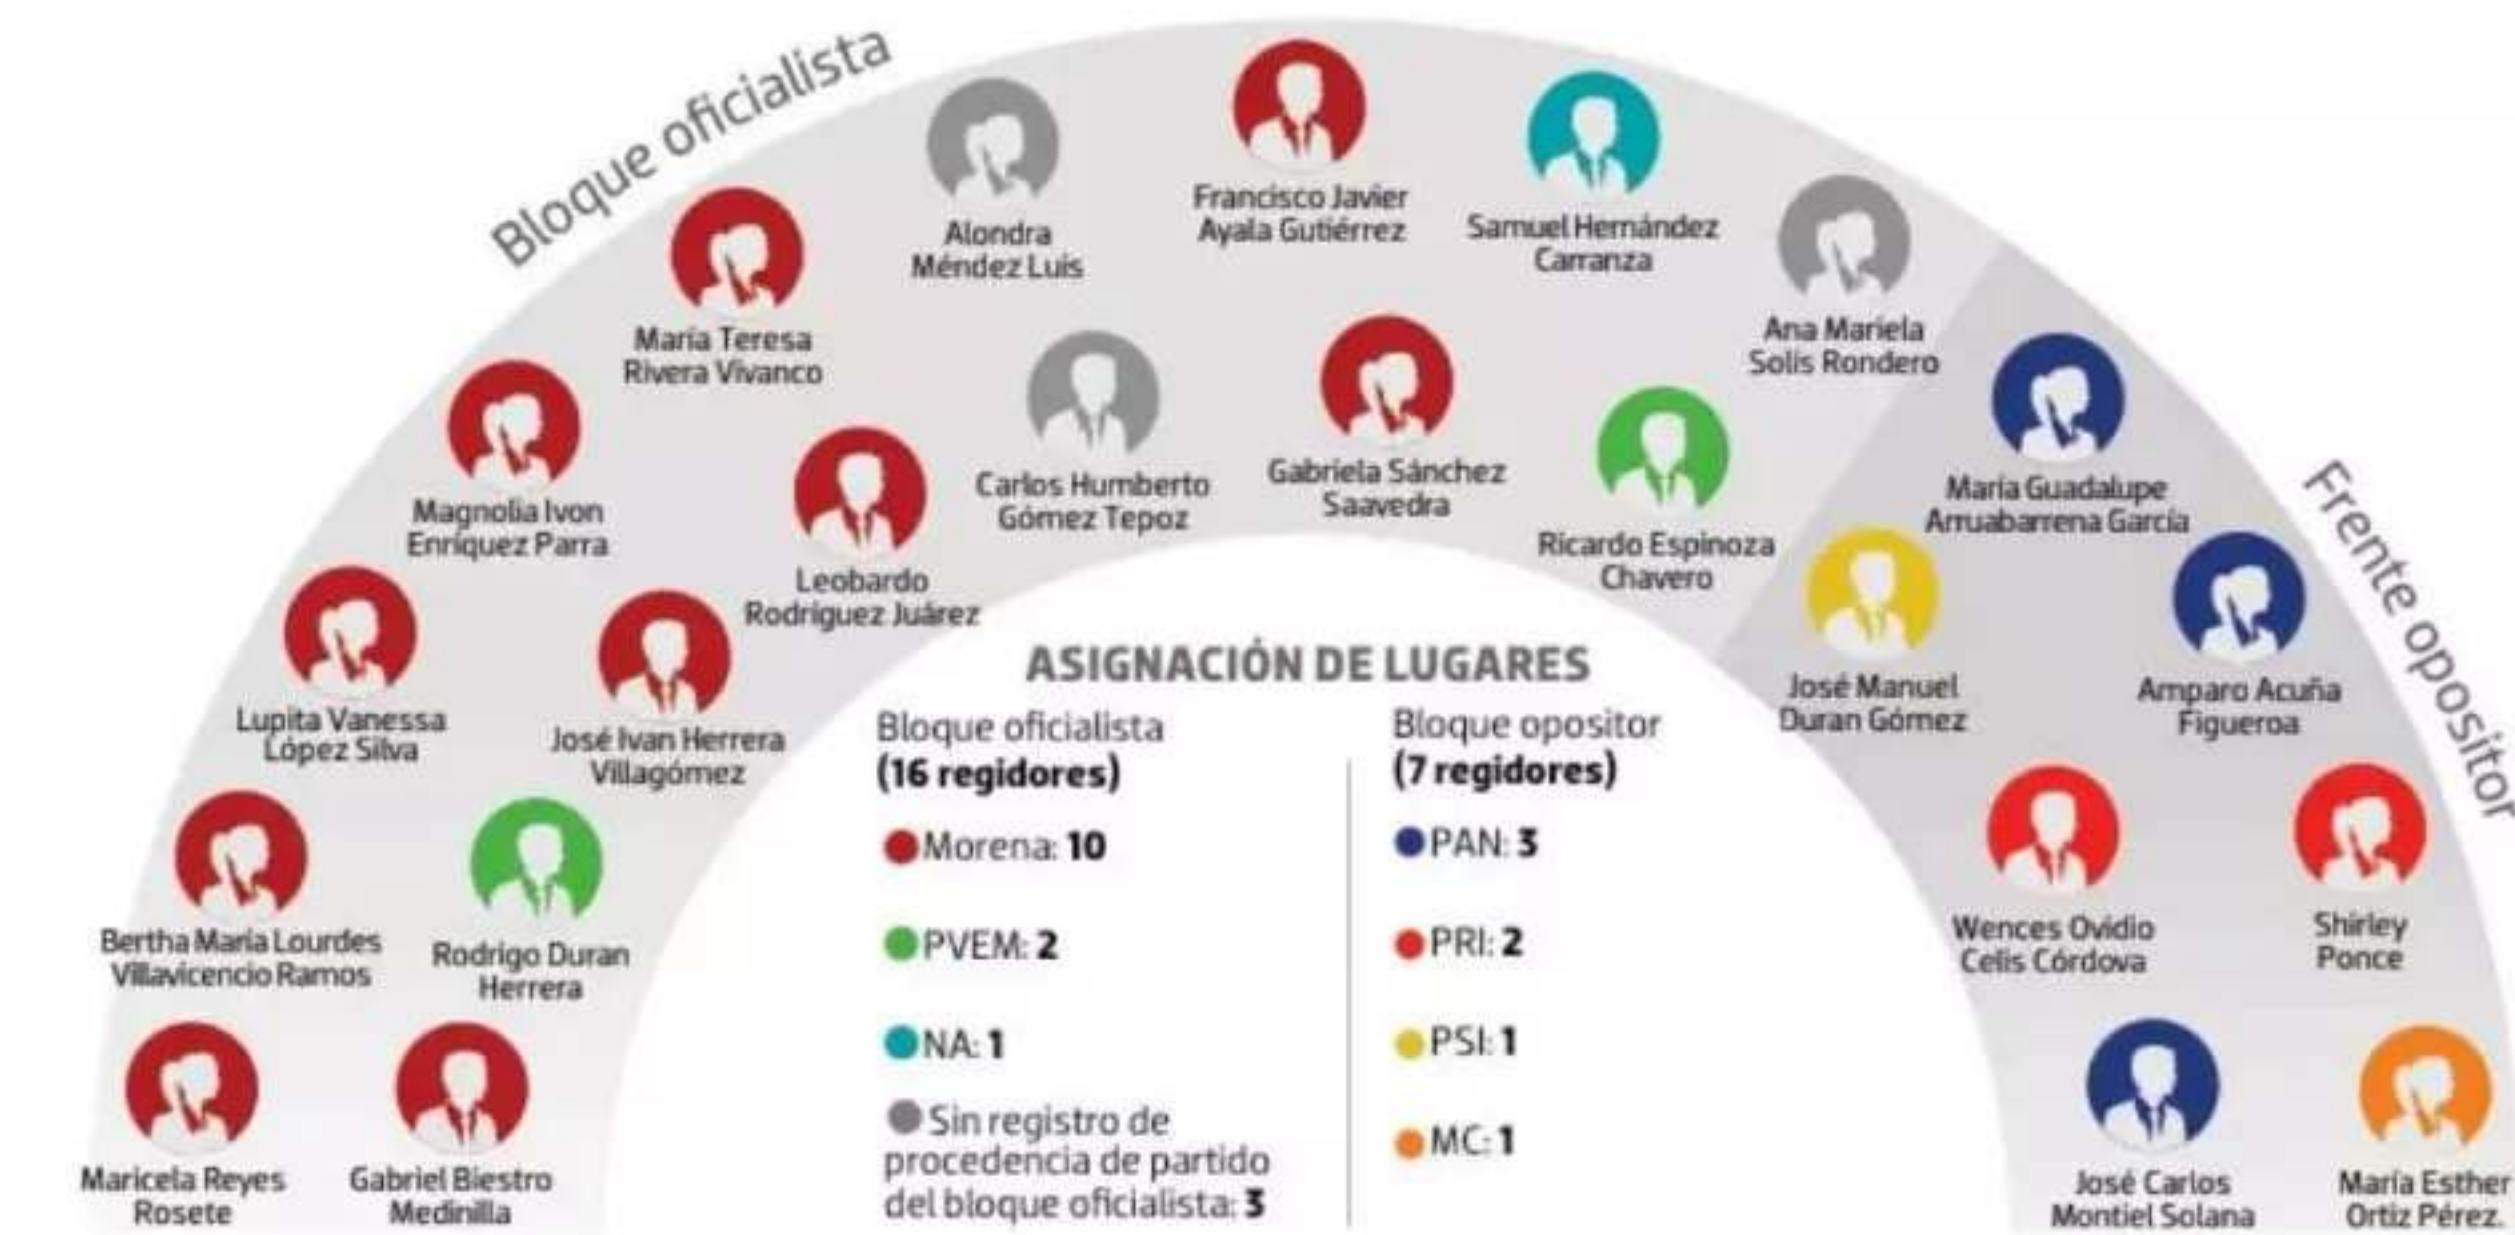 Bloque oficialista
Francisco Javier
Ayala Gutiérrez
Alondra
Méndez Luis
Samuel Hernández
Carranza
María Teresa
Rivera Vivanco
Ana Mariela
Solis Rondero
Carlos Humberto
Gómez Tepoz
Gabriela Sánchez
Saavedra
Magnolia Ivon
Enríquez Parra
Ricardo Espinoza
Chavero
Leobardo
Rodríguez Juárez
Lupita Vanessa
López Silva
José Ivan Herrera
Villagómez
Bertha María Lourdes
Villavicencio Ramos
Rodrigo Duran
Herrera
Maricela Reyes
Rosete
Gabriel Biestro
Medinilla
Frente opositor
María Guadalupe
Arruabarrena García
José Manuel
Duran Gómez
Amparo Acuña
Figueroa
Wences Ovidio
Celis Córdova
Shirley
Ponce
José Carlos
Montiel Solana
María Esther
Ortiz Pérez.
ASIGNACIÓN DE LUGARES
Bloque oficialista
(16 regidores)
Morena: 10
PVEM: 2
NA: 1
Sin registro de
procedencia de partido
del bloque oficialista: 3
Bloque opositor
(7 regidores)
PAN: 3
PRI: 2
PSI: 1
MC: 1